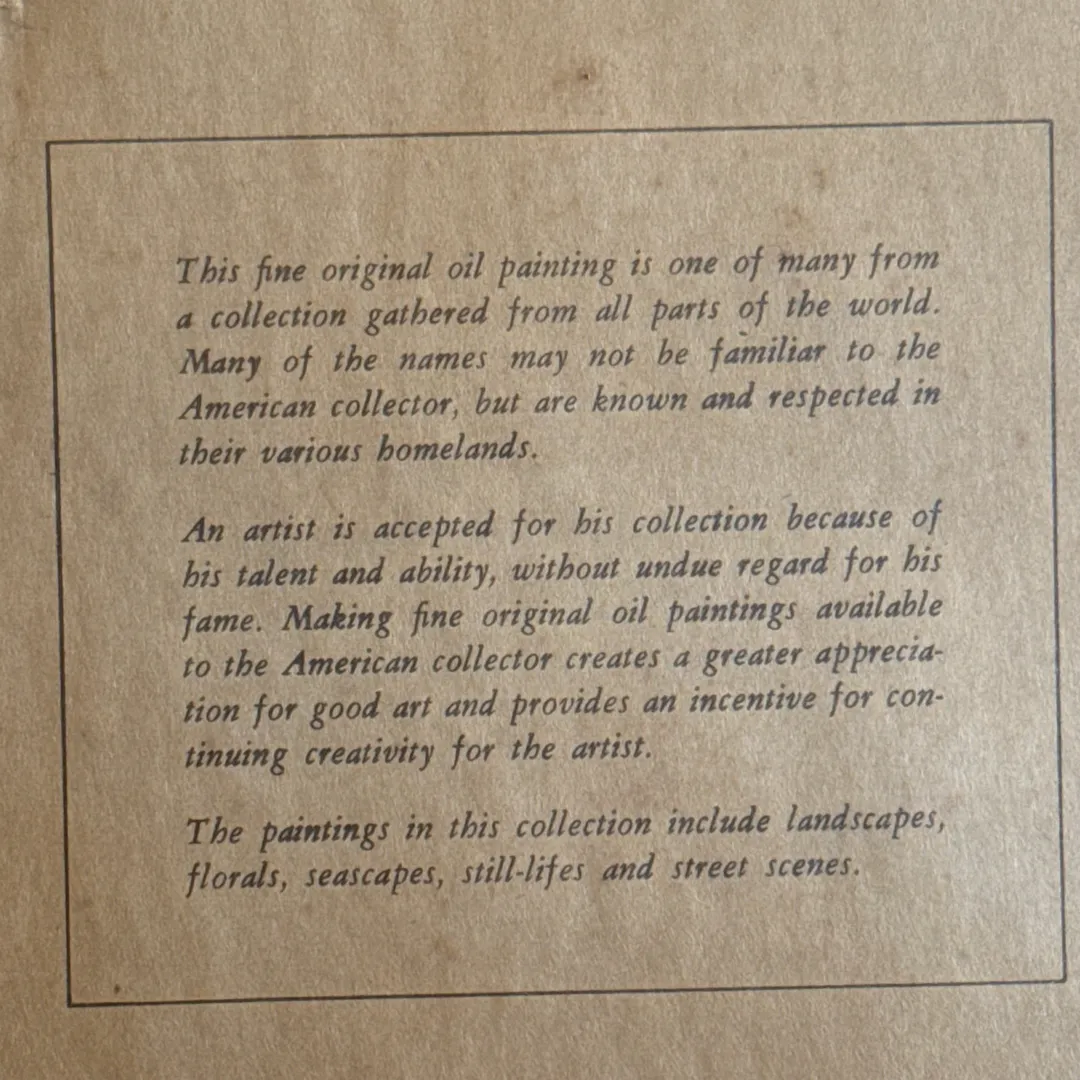 This fine original oil painting is one of many from
a collection gathered from all parts of the world.
Many of the names may not be familiar to the
American collector, but are known and respected in
their various homelands.
An artist is accepted for his collection because of
his talent and ability, without undue regard for his
fame. Making fine original oil paintings available
to the American collector creates a greater apprecia-
tion for good art and provides an incentive for con-
tinuing creativity for the artist.
The paintings in this collection include landscapes,
florals, seascapes, still-lifes and street scenes.